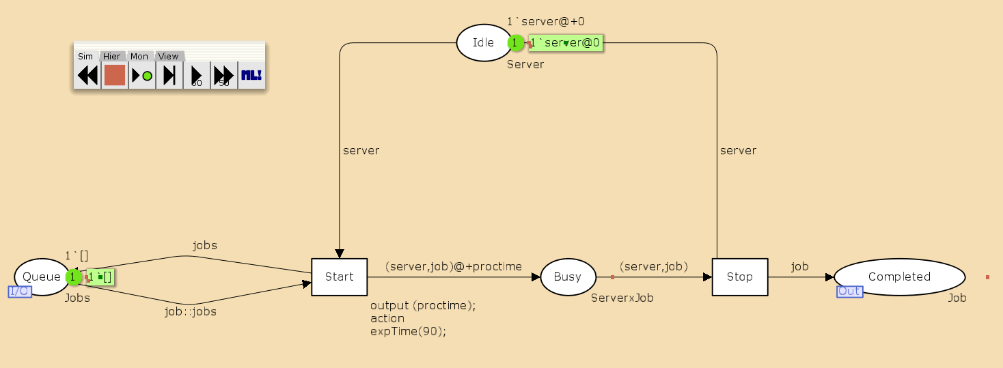 1`server@+0
Idle
1
1`server@0
Server
Sim Hier Mon View
50
ML!
server
server
jobs
1`[]
Queue
1
1`[]
I/O
Jobs
job::jobs
Start
(server,job)@+proctime
output (proctime);
action
expTime(90);
Busy
(server,job)
ServerxJob
Stop
job
Completed
Out
Job